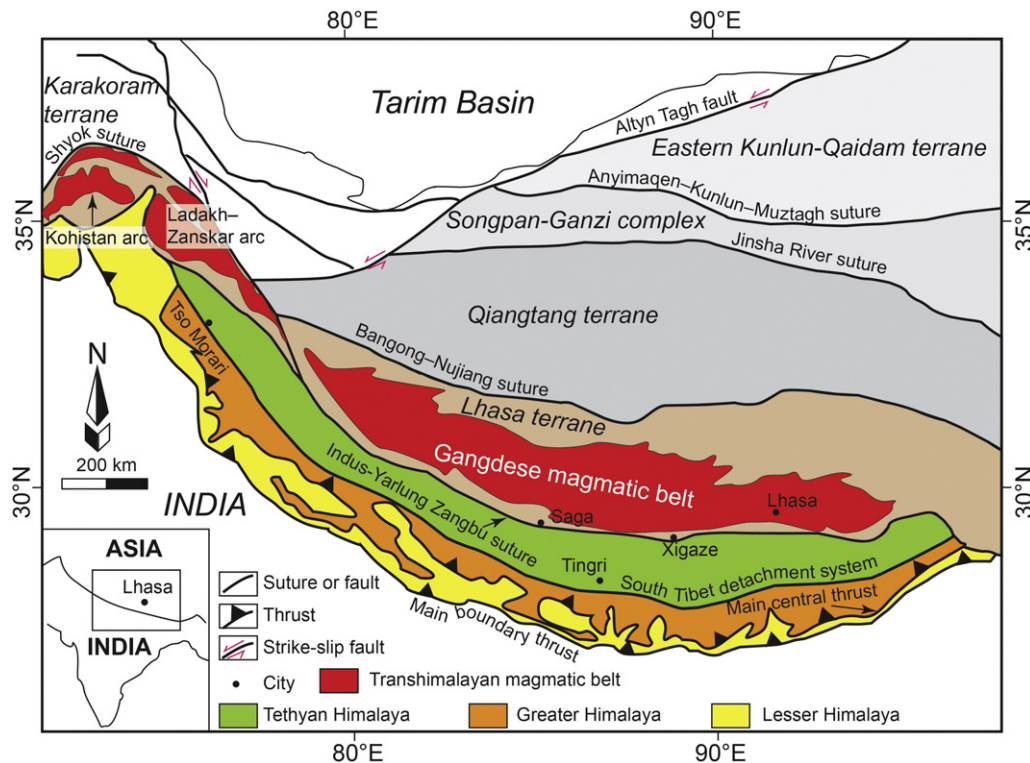 80°E
90°E
Karakoram
terrane
Tarim Basin
Shyok suture
Altyn Tagh fault
Eastern Kunlun-Qaidam terrane
Anyimaqen–Kunlun–Muztagh suture
35°N
35°N
Ladakh–
Zanskar arc
Kohistan arc
Songpan-Ganzi complex
Jinsha River suture
Qiangtang terrane
Tso Morari
Bangong–Nujiang suture
N
Lhasa terrane
200 km
Gangdese magmatic belt
30°N
30°N
INDIA
Indus-Yarlung Zangbu suture
Lhasa
Saga
Xigaze
Tingri
South Tibet detachment system
Main central thrust
Main boundary thrust
ASIA
Lhasa
INDIA
Suture or fault
Thrust
Strike-slip fault
City
Transhimalayan magmatic belt
Tethyan Himalaya
Greater Himalaya
Lesser Himalaya
80°E
90°E